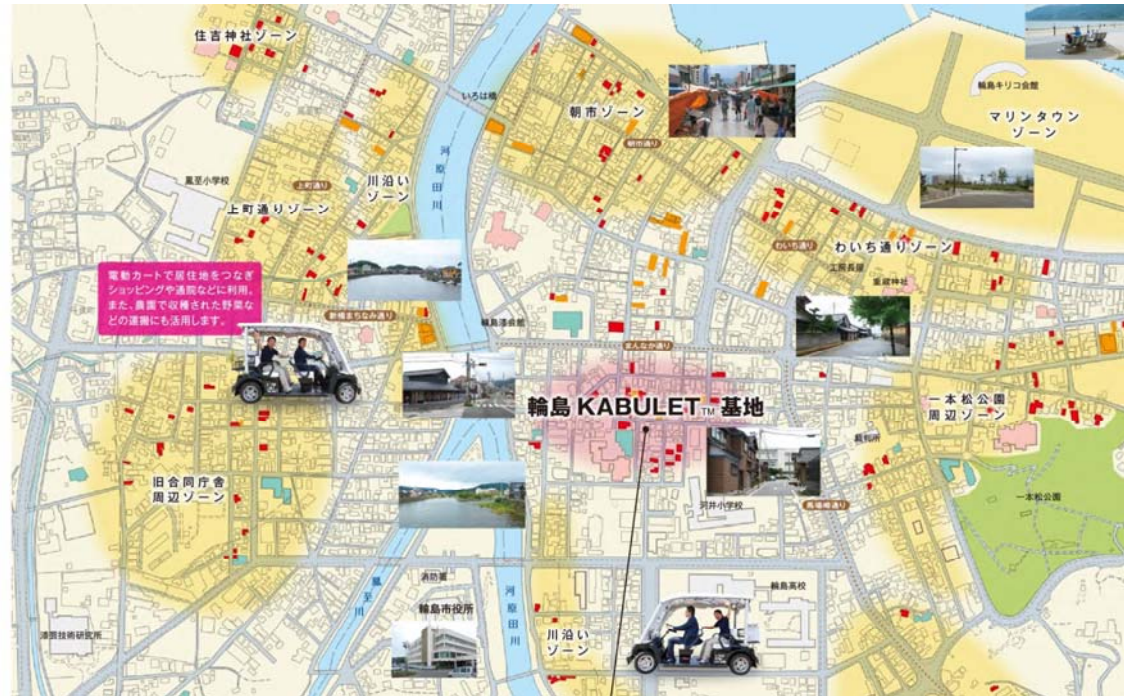 住吉神社ゾーン
いろは橋
朝市ゾーン
朝市通り
輪島キリコ会館
マリンタウン
ゾーン
鳳至小学校
上町通り
川沿い
ゾーン
河原田川
上町通りゾーン
わいち通り
わいち通りゾーン
工房長屋
重蔵神社
電動カートで居住地をつなぎ
ショッピングや通院などに利用。
また、農園で収穫された野菜な
どの運搬にも活用します。
新橋まちなみ通り
輪島漆会館
まんなか通り
輪島 KABULET™ 基地
一本松公園
周辺ゾーン
裁判所
旧合同庁舎
周辺ゾーン
河井小学校
馬場崎通り
一本松公園
鳳至川
河原田川
消防署
輪島市役所
川沿い
ゾーン
輪島高校
漆芸技術研究所